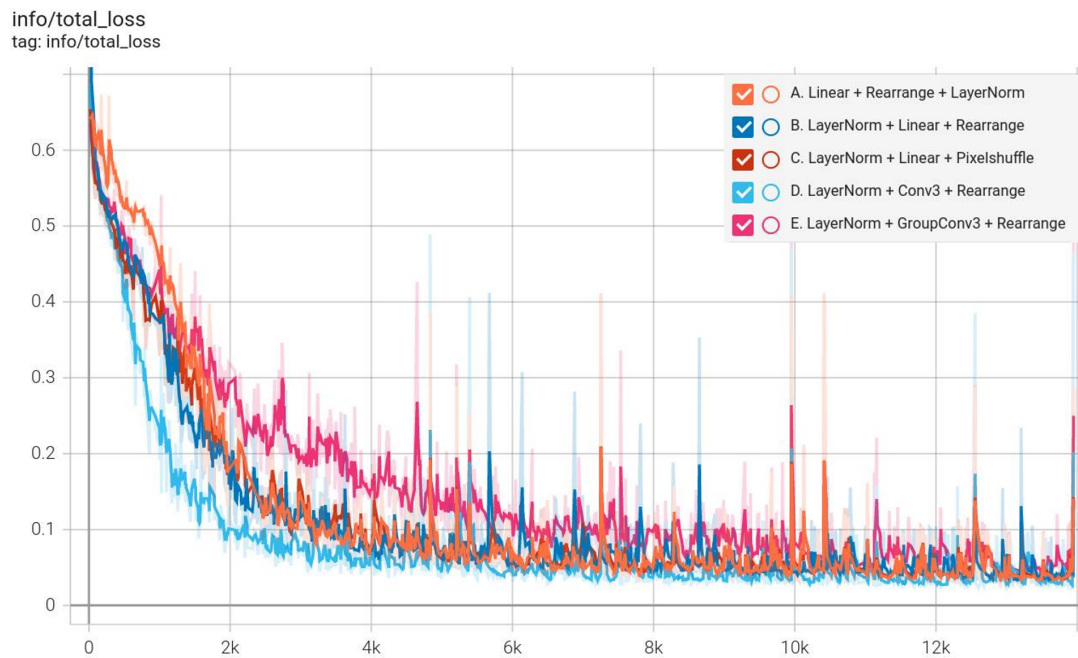 info/total_loss
tag: info/total_loss
A. Linear + Rearrange + LayerNorm
B. LayerNorm + Linear + Rearrange
C. LayerNorm + Linear + Pixelshuffle
D. LayerNorm + Conv3 + Rearrange
E. LayerNorm + GroupConv3 + Rearrange
0.6
0.5
0.4
0.3
0.2
0.1
0
0 2k 4k 6k 8k 10k 12k